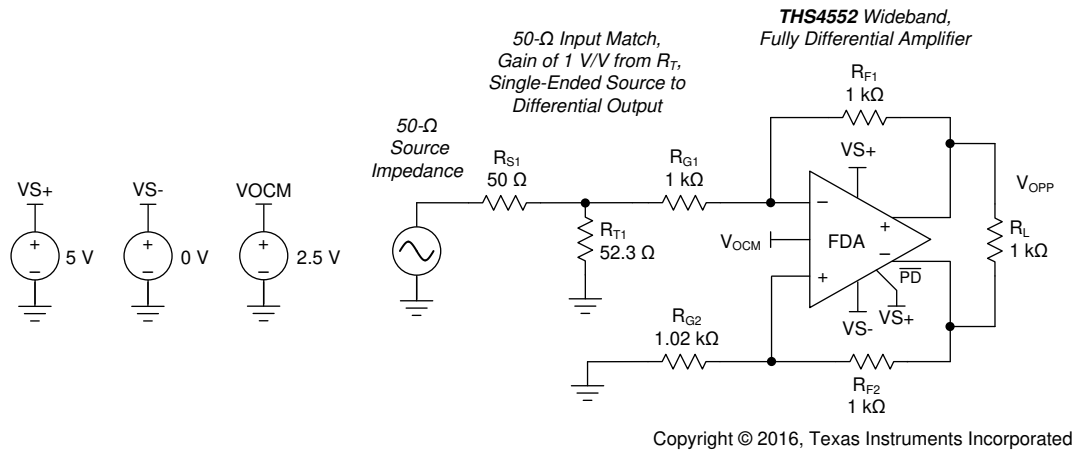 THS4552 Wideband,
Fully Differential Amplifier
50-Ω Input Match,
Gain of 1 V/V from RT,
Single-Ended Source to
Differential Output
50-Ω
Source
Impedance
RF1
1 kΩ
RS1
50 Ω
RG1
1 kΩ
VS+
VS+
VS-
VOCM
VOPP
RT1
52.3 Ω
VOCM
FDA
RL
1 kΩ
+
−
5 V
+
−
0 V
+
−
2.5 V
−
+
+
−
PD
VS-
VS+
RG2
1.02 kΩ
RF2
1 kΩ
Copyright © 2016, Texas Instruments Incorporated